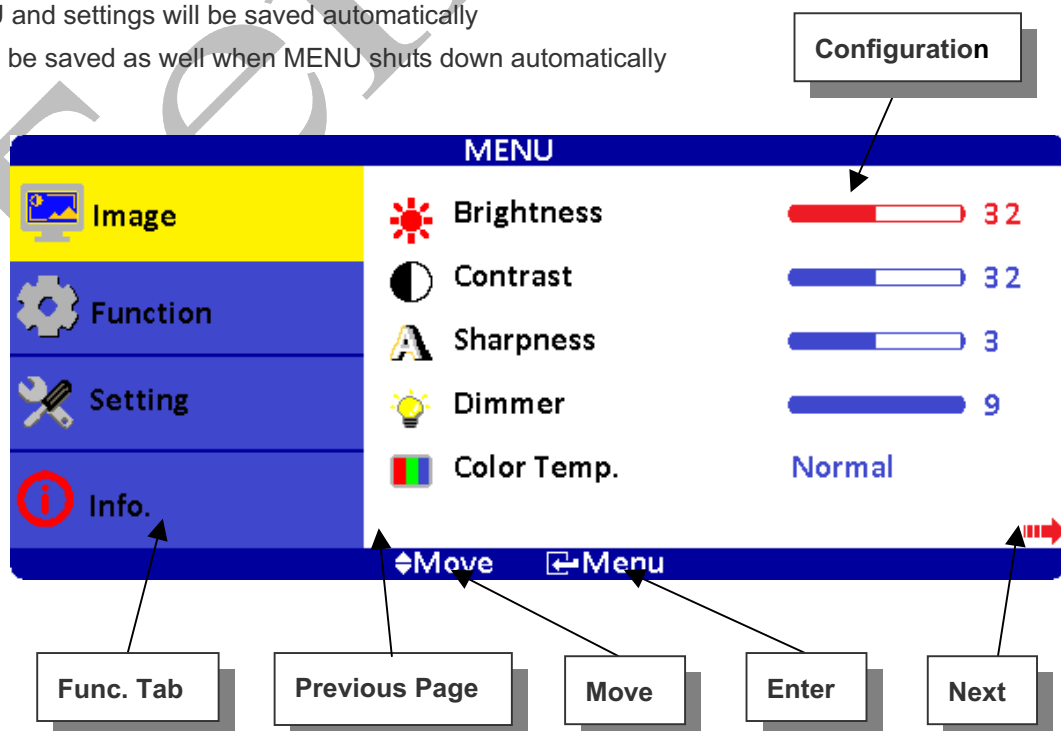 U and settings will be saved automatically
be saved as well when MENU shuts down automatically
Configuration
MENU
Image
Brightness 32
Contrast 32
Function
Sharpness 3
Setting
Dimmer 9
Color Temp. Normal
Info.
Move Menu
Func. Tab
Previous Page
Move
Enter
Next